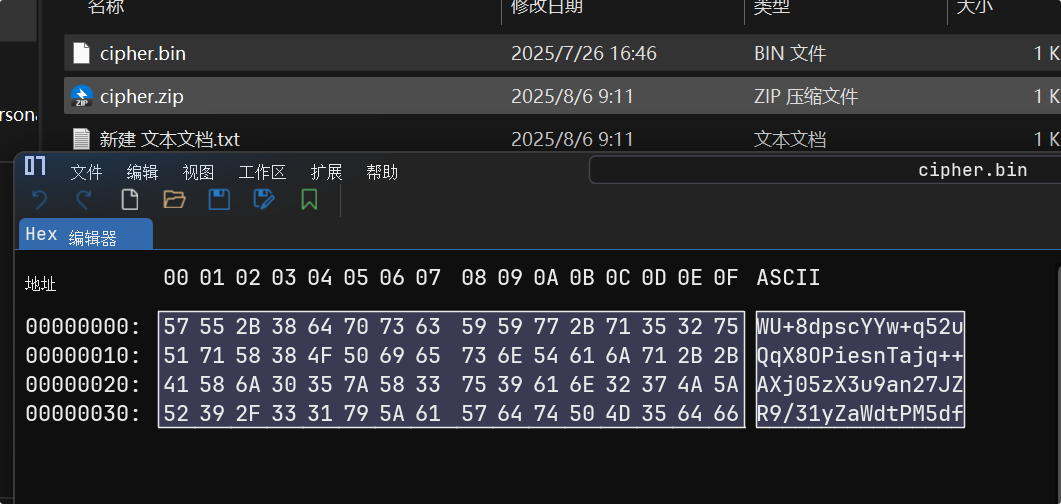 名称 修改日期 类型 大小
cipher.bin 2025/7/26 16:46 BIN 文件 1 K
cipher.zip 2025/8/6 9:11 ZIP 压缩文件 1 K
新建 文本文档.txt 2025/8/6 9:11 文本文档 1 K
ersona
文件 编辑 视图 工作区 扩展 帮助 cipher.bin
Hex 编辑器
地址 00 01 02 03 04 05 06 07 08 09 0A 0B 0C 0D 0E 0F ASCII
00000000: 57 55 2B 38 64 70 73 63 59 59 77 2B 71 35 32 75 WU+8dpscYYw+q52u
00000010: 51 71 58 38 4F 50 69 65 73 6E 54 61 6A 71 2B 2B QqX8OPiesnTajq++
00000020: 41 58 6A 30 35 7A 58 33 75 39 61 6E 32 37 4A 5A AXj05zX3u9an27JZ
00000030: 52 39 2F 33 31 79 5A 61 57 64 74 50 4D 35 64 66 R9/31yZaWdtPM5df